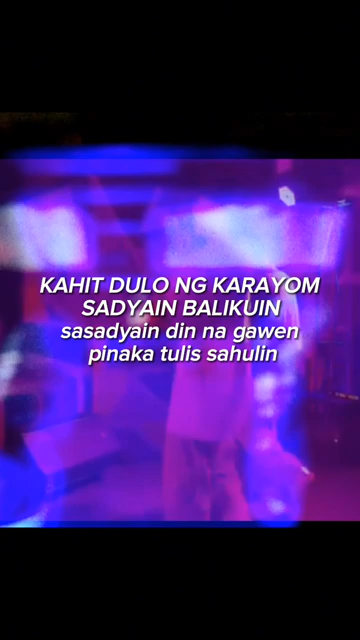 KAHIT DULO NG KARAYOM
SADYAIN BALIKUIN
sasadyain din na gawen
pinaka tulis sahulin